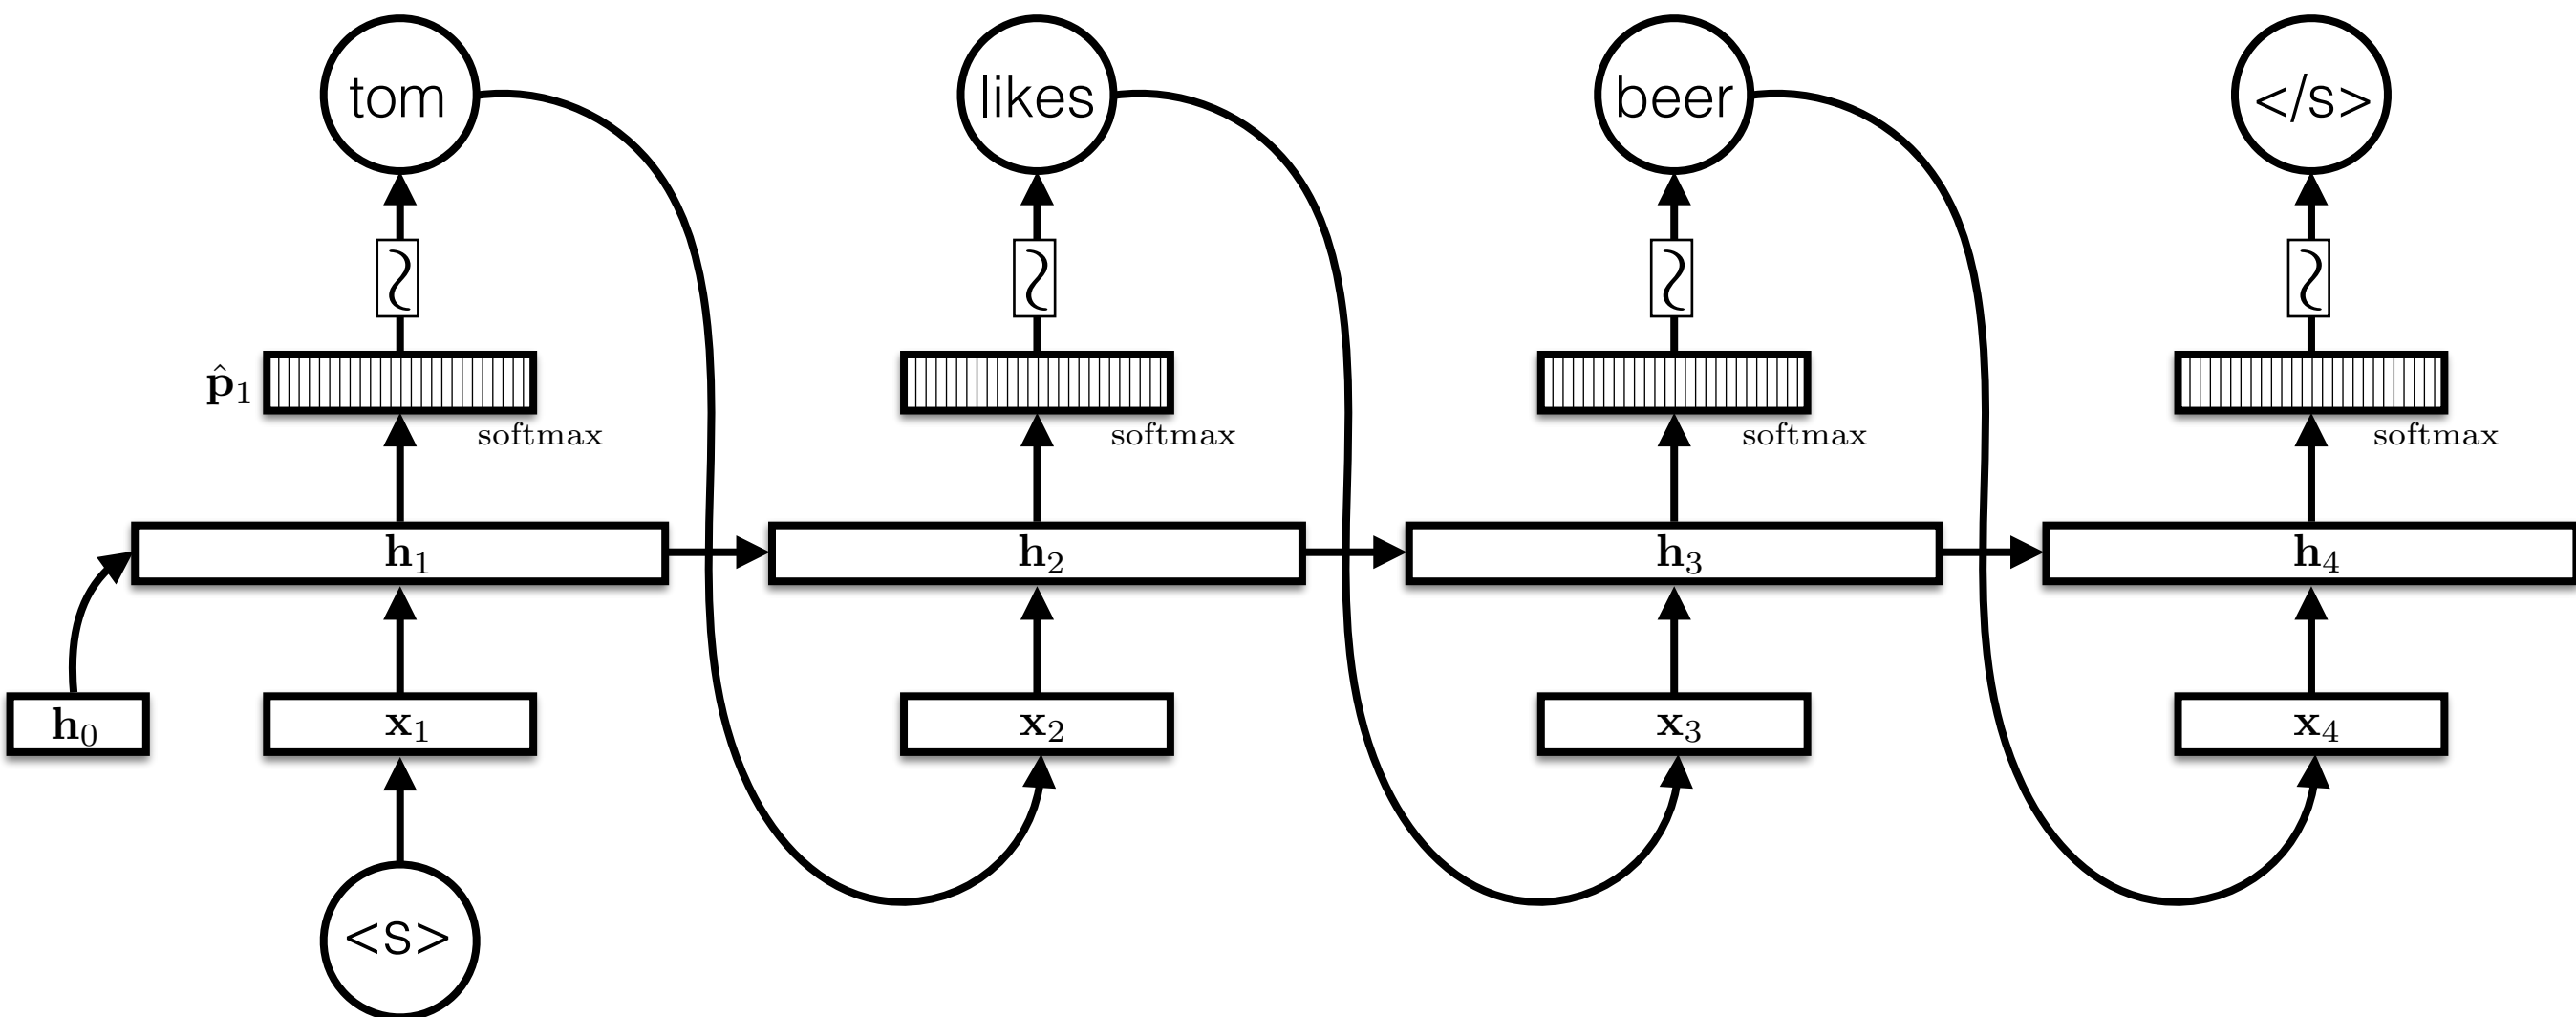 tom likes beer </s>
∼ ∼ ∼ ∼
p̂₁
softmax softmax softmax softmax
h₁ h₂ h₃ h₄
h₀ x₁ x₂ x₃ x₄
<s>